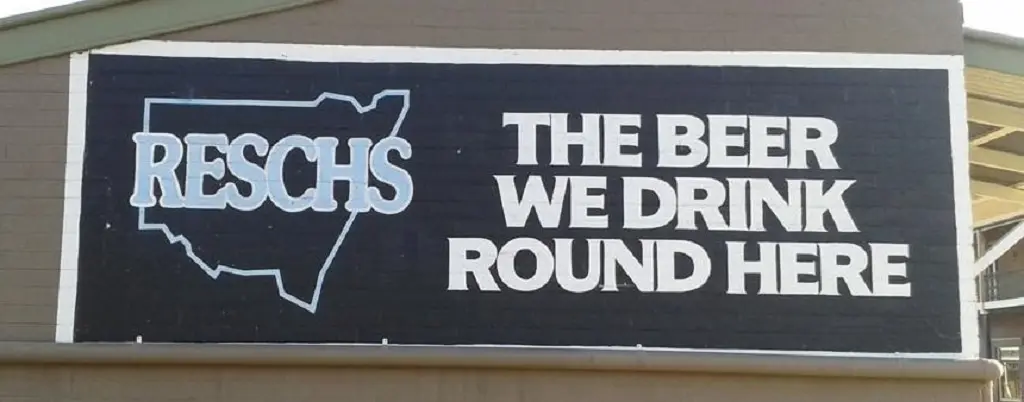 RESCHS
THE BEER
WE DRINK
ROUND HERE